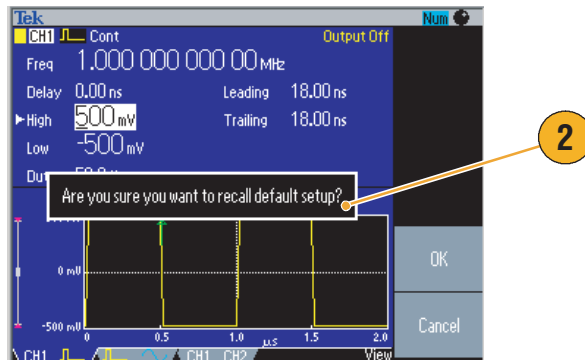 Tek Num
CH1 Cont Output Off
Freq 1.000 000 000 00 MHz
Delay 0.00 ns Leading 18.00 ns
High 500 mV Trailing 18.00 ns
Low -500 mV
Are you sure you want to recall default setup?
2
0 mV
OK
-500 mV
0 0.5 1.0 µs 1.5 2.0
Cancel
CH1 CH1 CH2 View